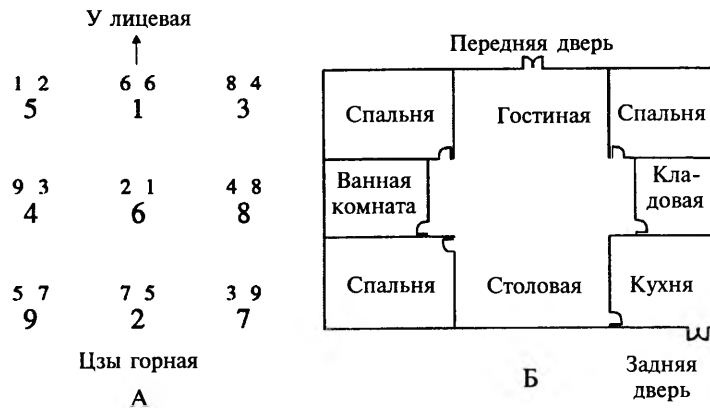 У лицевая
1 2 6 6 8 4
5 1 3
9 3 2 1 4 8
4 6 8
5 7 7 5 3 9
9 2 7
Цзы горная
А
Передняя дверь
Спальня Гостиная Спальня
Ванная
комната
Кла-
довая
Спальня Столовая Кухня
Б
Задняя
дверь